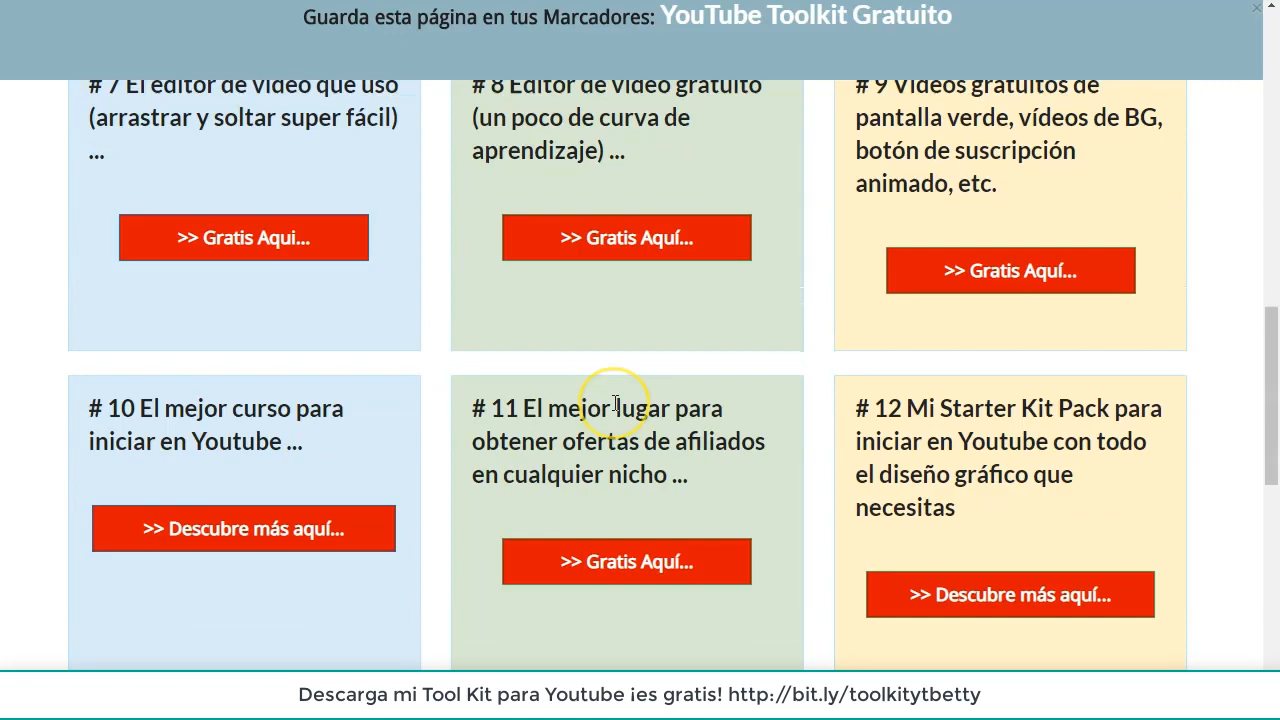 Guarda esta página en tus Marcadores: YouTube Toolkit Gratuito
# 7 El editor de vídeo que uso
(arrastrar y soltar super fácil)
...
>> Gratis Aqui...
# 8 Editor de vídeo gratuito
(un poco de curva de
aprendizaje) ...
>> Gratis Aquí...
# 9 Vídeos gratuitos de
pantalla verde, vídeos de BG,
botón de suscripción
animado, etc.
>> Gratis Aquí...
# 10 El mejor curso para
iniciar en Youtube ...
>> Descubre más aquí...
# 11 El mejor lugar para
obtener ofertas de afiliados
en cualquier nicho ...
>> Gratis Aquí...
# 12 Mi Starter Kit Pack para
iniciar en Youtube con todo
el diseño gráfico que
necesitas
>> Descubre más aquí...
Descarga mi Tool Kit para Youtube ¡es gratis! http://bit.ly/toolkitytbetty